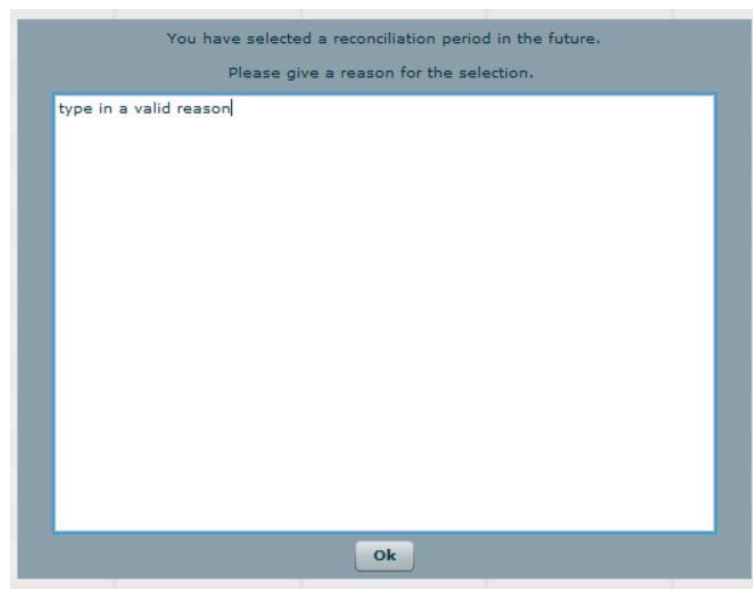 You have selected a reconciliation period in the future.
Please give a reason for the selection.
type in a valid reason
Ok